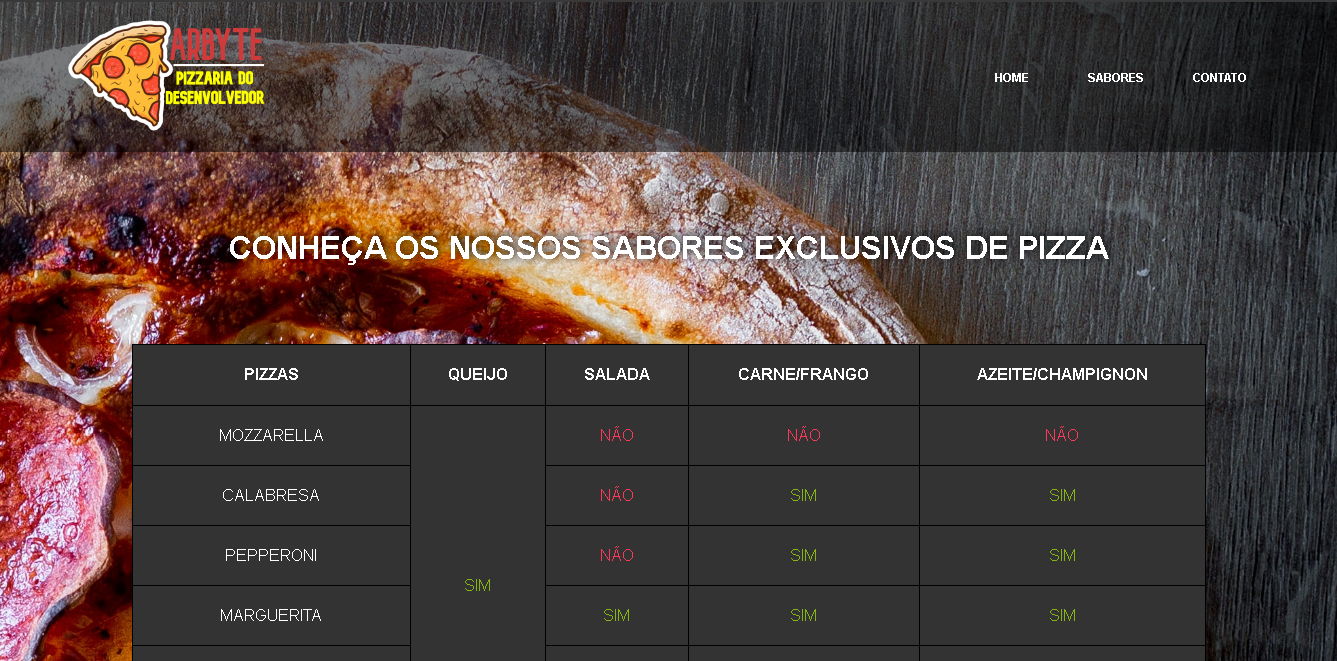 ARBYTE
PIZZARIA DO
DESENVOLVEDOR
HOME SABORES CONTATO
CONHEÇA OS NOSSOS SABORES EXCLUSIVOS DE PIZZA
PIZZAS QUEIJO SALADA CARNE/FRANGO AZEITE/CHAMPIGNON
MOZZARELLA NÃO NÃO NÃO
CALABRESA NÃO SIM SIM
PEPPERONI NÃO SIM SIM
SIM
MARGUERITA SIM SIM SIM